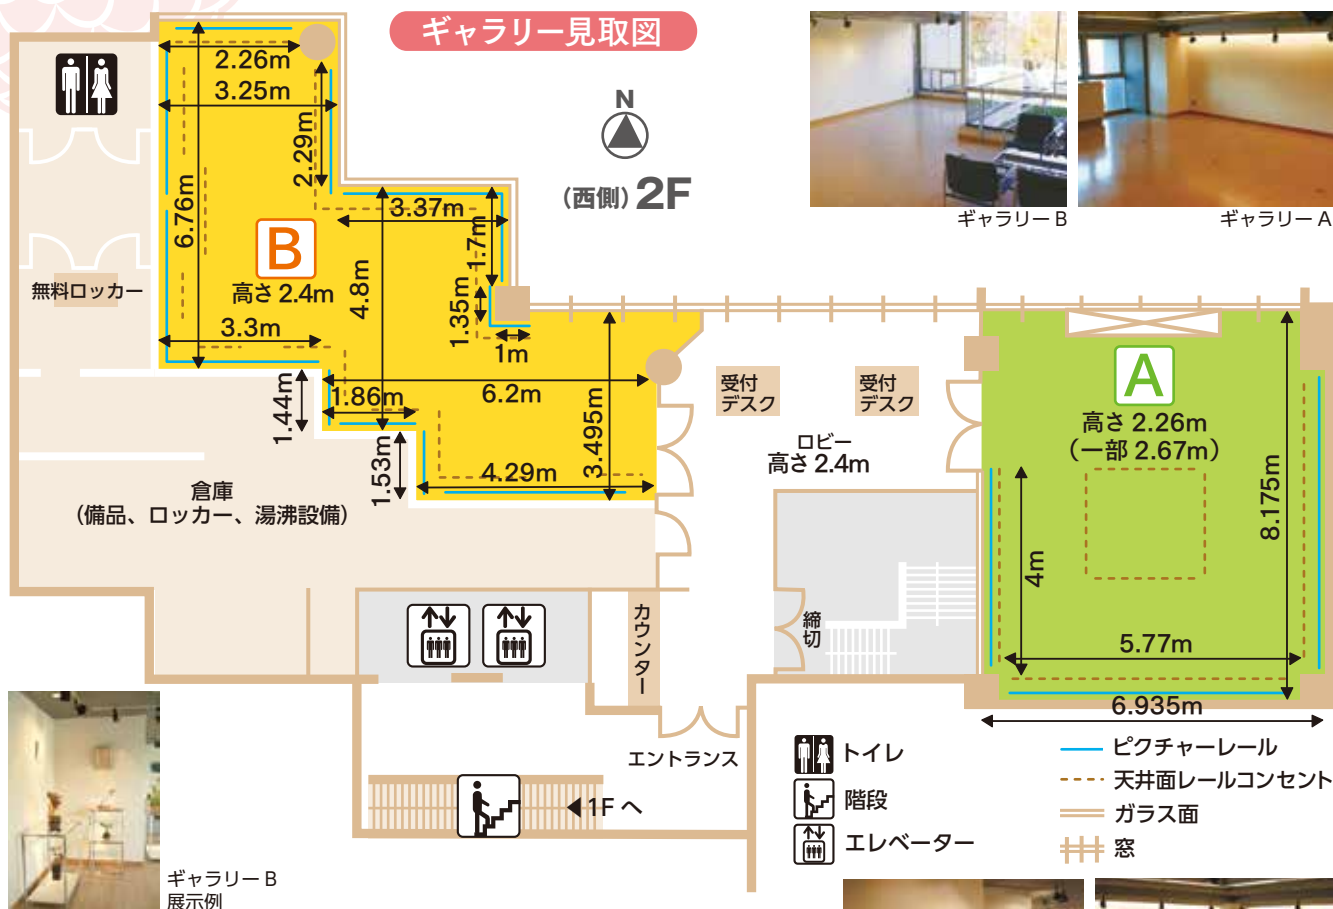 ギャラリー見取図
N
(西側) 2F
ギャラリー B
ギャラリー A
2.26m
3.25m
2.29m
6.76m
B
高さ 2.4m
3.37m
1.7m
4.8m
1.35m
1m
3.3m
1.44m
1.86m
6.2m
3.495m
1.53m
4.29m
無料ロッカー
倉庫
(備品、ロッカー、湯沸設備)
受付
デスク
受付
デスク
ロビー
高さ 2.4m
A
高さ 2.26m
(一部 2.67m)
8.175m
4m
5.77m
6.935m
締切
カウンター
エントランス
◀1F へ
トイレ
階段
エレベーター
ピクチャーレール
天井面レールコンセント
ガラス面
窓
ギャラリー B
展示例